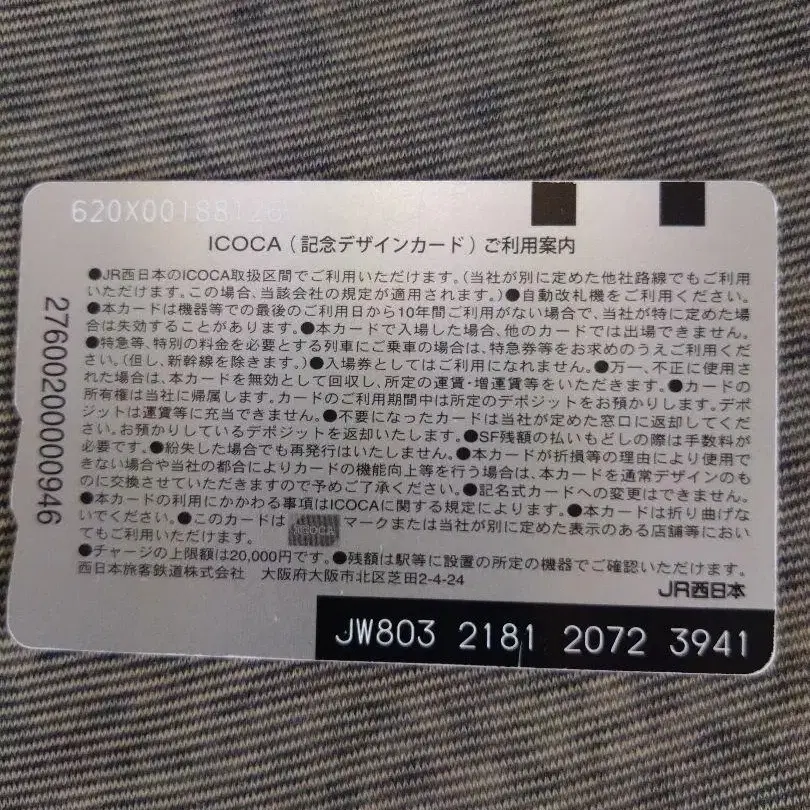 620X00188126
ICOCA（記念デザインカード）ご利用案内
●JR西日本のICOCA取扱区間でご利用いただけます。（当社が別に定めた他社路線でもご利用
いただけます。この場合、当該会社の規定が適用されます。）●自動改札機をご利用ください。
●本カードは機器等での最後のご利用日から10年間ご利用がない場合で、当社が特に定めた場
合は失効することがあります。●本カードで入場した場合、他のカードでは出場できません。
●特急等、特別の料金を必要とする列車にご乗車の場合は、特急券等をお求めのうえご利用くだ
さい。（但し、新幹線を除きます。）●入場券としてはご利用になれません。●万一、不正に使用さ
れた場合は、本カードを無効として回収し、所定の運賃・増運賃等をいただきます。●カードの
所有権は当社に帰属します。カードのご利用期間中は所定のデポジットをお預かりします。デポ
ジットは運賃等に充当できません。●不要になったカードは当社が定めた窓口に返却してくだ
さい。お預かりしているデポジットを返却いたします。●SF残額の払いもどしの際は手数料が
必要です。●紛失した場合でも再発行はいたしません。●本カードが折損等の理由により使用で
きない場合や当社の都合によりカードの機能向上等を行う場合は、本カードを通常デザインのも
のに交換させていただきますので予めご了承ください。●記名式カードへの変更はできません。
●本カードの利用にかかわる事項はICOCAに関する規定によります。●本カードは折り曲げな
いでください。●このカードは ICOCA マークまたは当社が別に定めた表示のある店舗等におい
てもご利用いただけます。
●チャージの上限額は20,000円です。●残額は駅等に設置の所定の機器でご確認いただけます。
西日本旅客鉄道株式会社 大阪府大阪市北区芝田2-4-24
JR西日本
JW803 2181 2072 3941
2760020000946